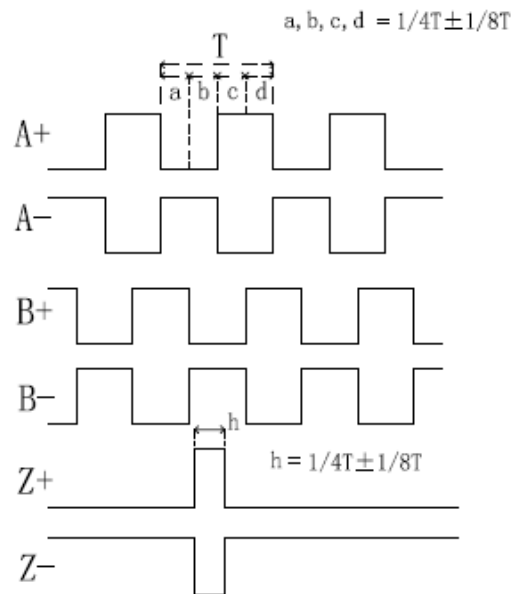 a, b, c, d = 1/4T±1/8T
T
a b c d
A+
A−
B+
B−
h
h = 1/4T±1/8T
Z+
Z−